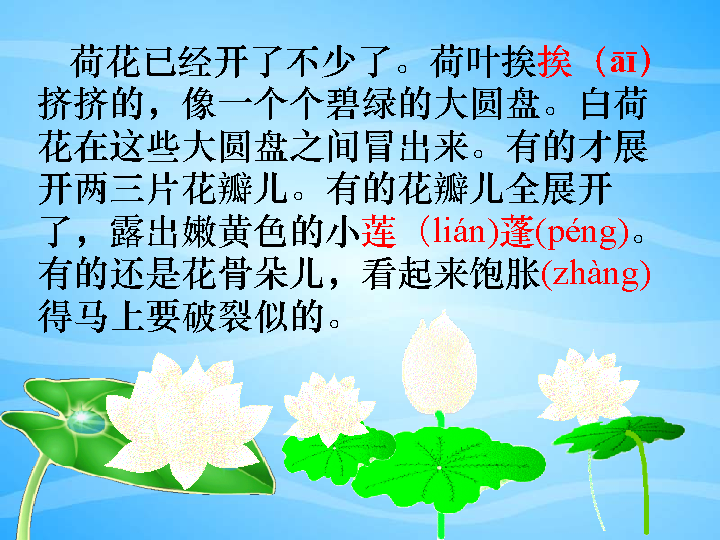 荷花已经开了不少了。荷叶挨挨（āī）
挤挤的，像一个个碧绿的大圆盘。白荷
花在这些大圆盘之间冒出来。有的才展
开两三片花瓣儿。有的花瓣儿全展开
了，露出嫩黄色的小莲（lián)蓬(péng)。
有的还是花骨朵儿，看起来饱胀(zhàng)
得马上要破裂似的。